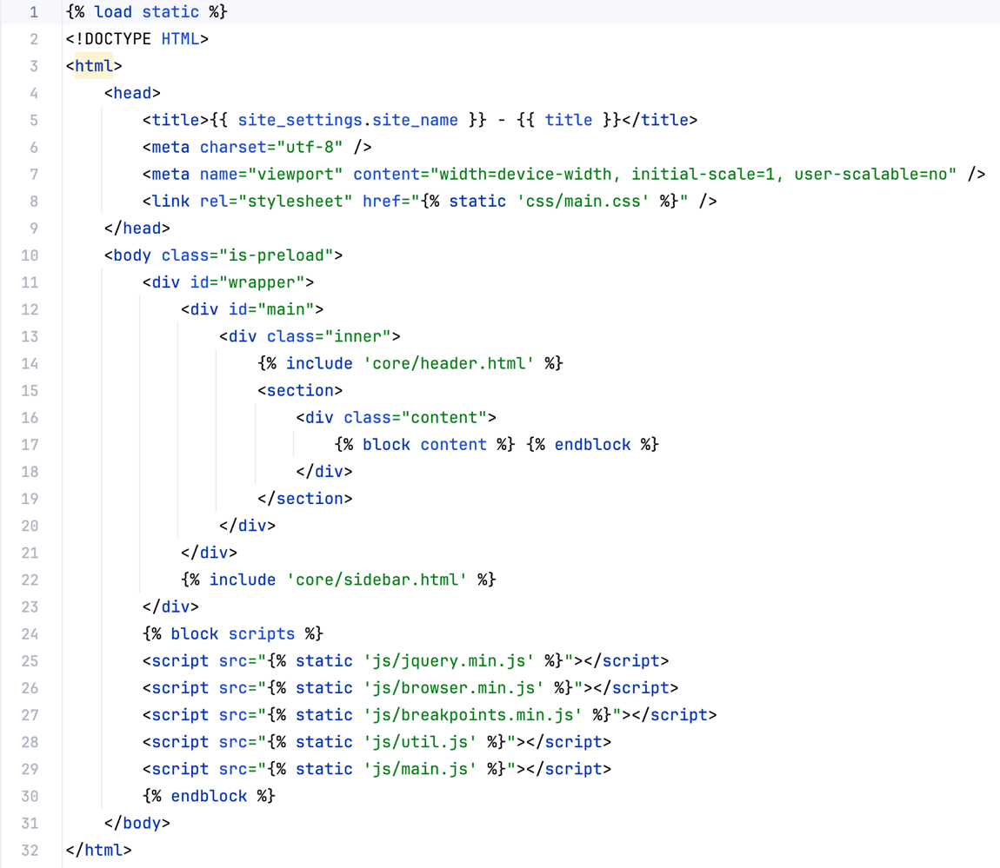 1 {% load static %}
2 <!DOCTYPE HTML>
3 <html>
4     <head>
5         <title>{{ site_settings.site_name }} - {{ title }}</title>
6         <meta charset="utf-8" />
7         <meta name="viewport" content="width=device-width, initial-scale=1, user-scalable=no" />
8         <link rel="stylesheet" href="{% static 'css/main.css' %}" />
9     </head>
10     <body class="is-preload">
11         <div id="wrapper">
12             <div id="main">
13                 <div class="inner">
14                     {% include 'core/header.html' %}
15                     <section>
16                         <div class="content">
17                             {% block content %} {% endblock %}
18                         </div>
19                     </section>
20                 </div>
21             </div>
22             {% include 'core/sidebar.html' %}
23         </div>
24         {% block scripts %}
25         <script src="{% static 'js/jquery.min.js' %}"></script>
26         <script src="{% static 'js/browser.min.js' %}"></script>
27         <script src="{% static 'js/breakpoints.min.js' %}"></script>
28         <script src="{% static 'js/util.js' %}"></script>
29         <script src="{% static 'js/main.js' %}"></script>
30         {% endblock %}
31     </body>
32 </html>